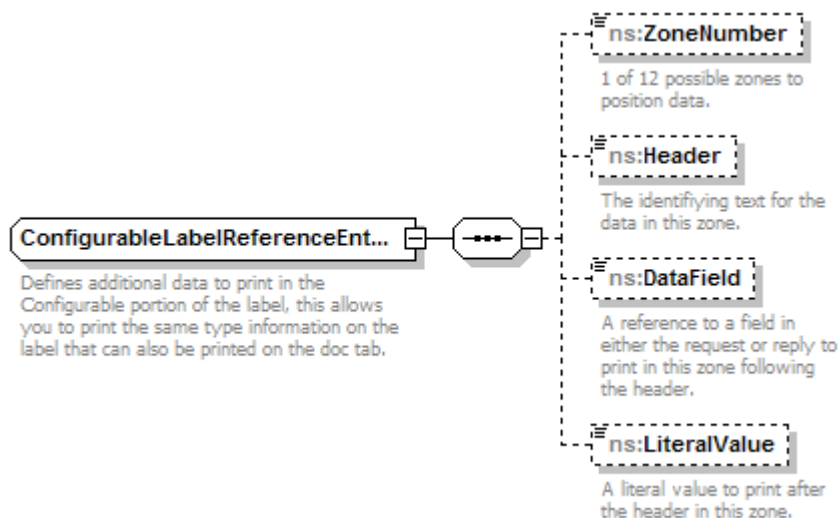 ns:ZoneNumber
1 of 12 possible zones to
position data.
ns:Header
The identifiying text for the
data in this zone.
ConfigurableLabelReferenceEnt...
Defines additional data to print in the
Configurable portion of the label, this allows
you to print the same type information on the
label that can also be printed on the doc tab.
ns:DataField
A reference to a field in
either the request or reply to
print in this zone following
the header.
ns:LiteralValue
A literal value to print after
the header in this zone.